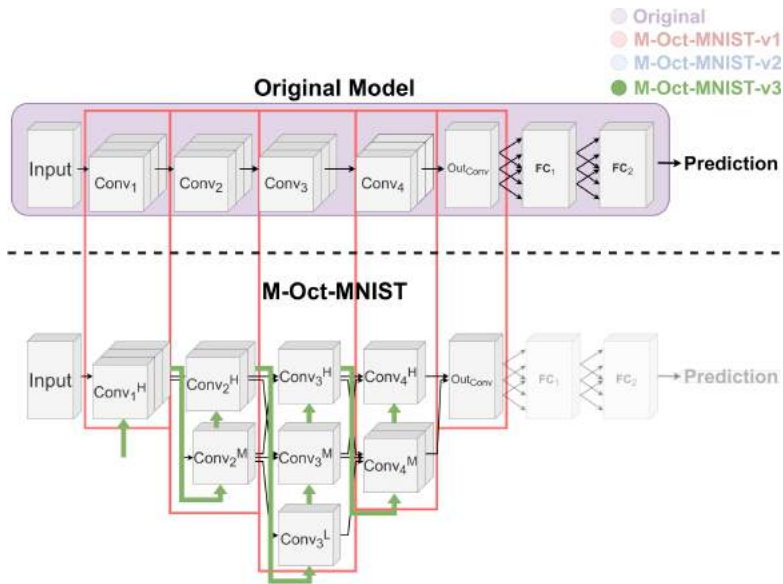 Original
M-Oct-MNIST-v1
M-Oct-MNIST-v2
M-Oct-MNIST-v3
Original Model
Input
Conv1
Conv2
Conv3
Conv4
OutConv
FC1
FC2
Prediction
M-Oct-MNIST
Input
Conv1H
Conv2H
Conv3H
Conv4H
OutConv
FC1
FC2
Prediction
Conv2M
Conv3M
Conv4M
Conv3L